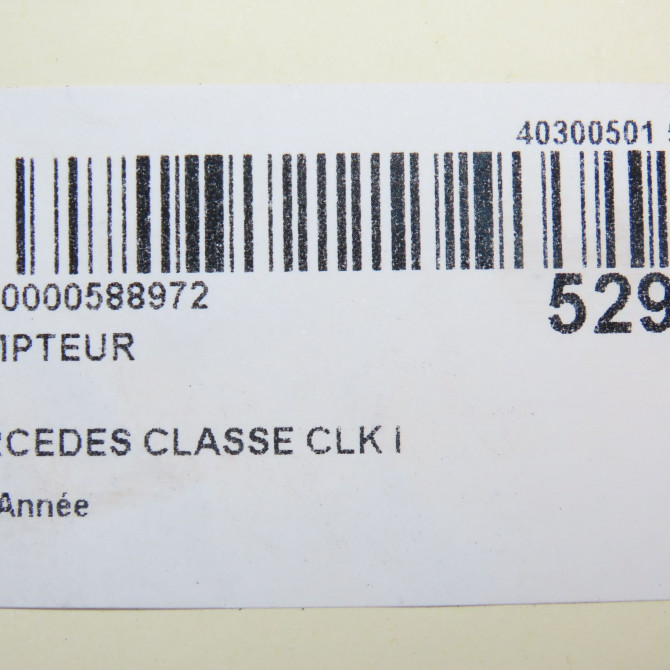 40300501
0000588972
529
MPTEUR
RCEDES CLASSE CLK I
Année